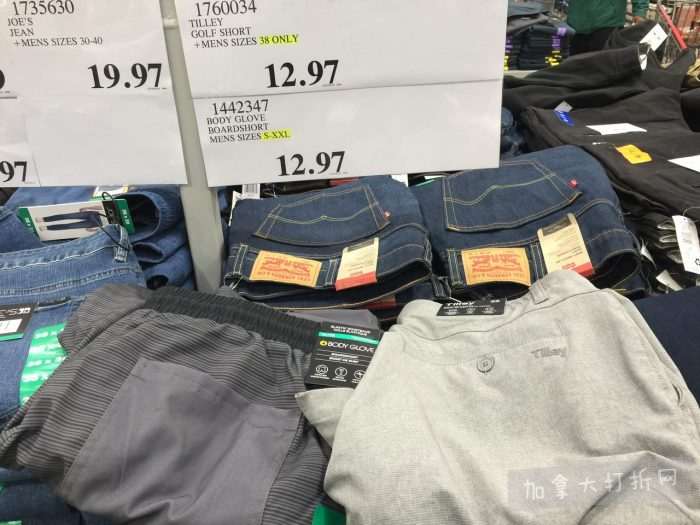 1735630
JOE'S
JEAN
+MENS SIZES 30-40
19.97
1760034
TILLEY
GOLF SHORT
+MENS SIZES 38 ONLY
12.97
1442347
BODY GLOVE
BOARDSHORT
MENS SIZES S-XXL
12.97
.97
BODY GLOVE
Tilley
加拿大打折网